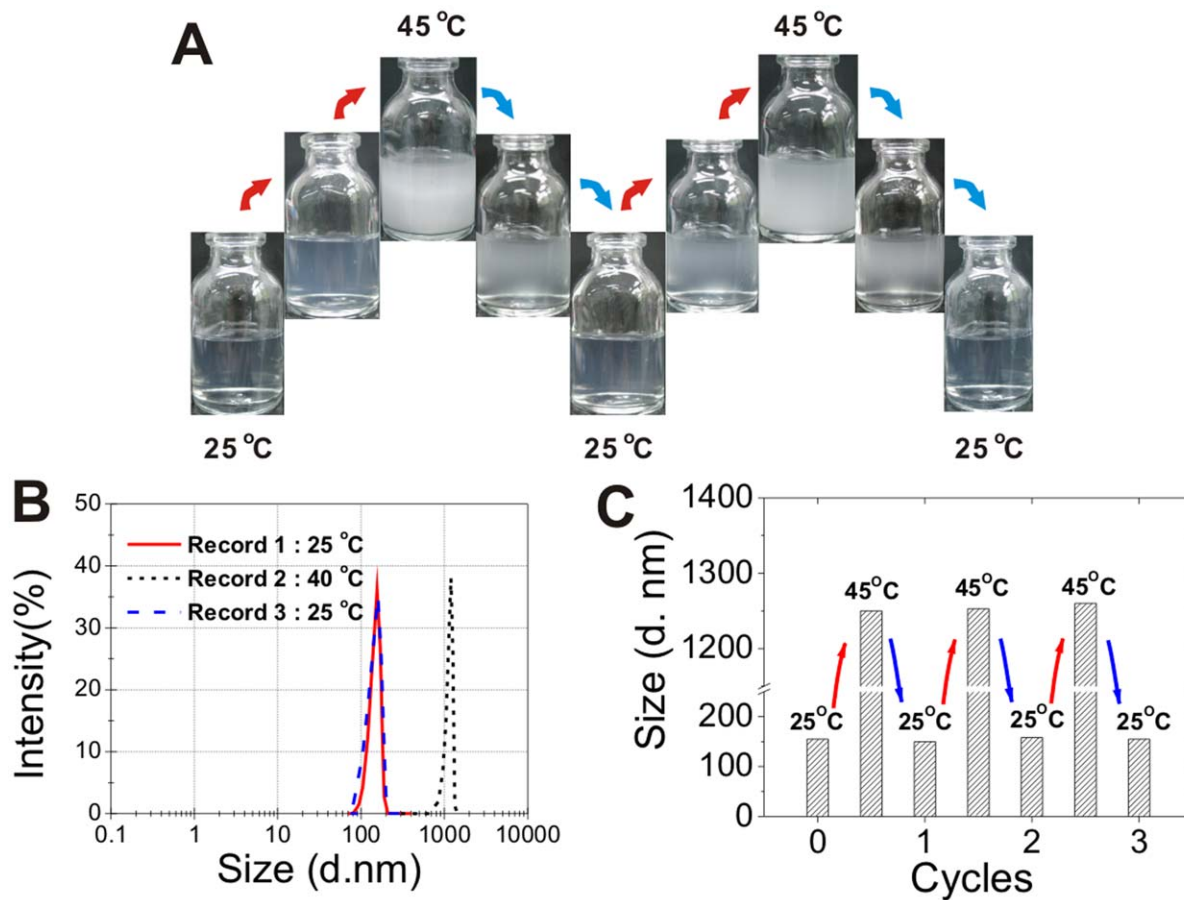 A
45 °C
45 °C
25 °C
25 °C
25 °C
B
50
40
30
20
10
0
Intensity(%)
Record 1 : 25 °C
Record 2 : 40 °C
Record 3 : 25 °C
0.1
1
10
100
1000
10000
Size (d.nm)
C
1400
1300
1200
200
100
0
Size (d. nm)
45°C
45°C
45°C
25°C
25°C
25°C
25°C
0
1
2
3
Cycles